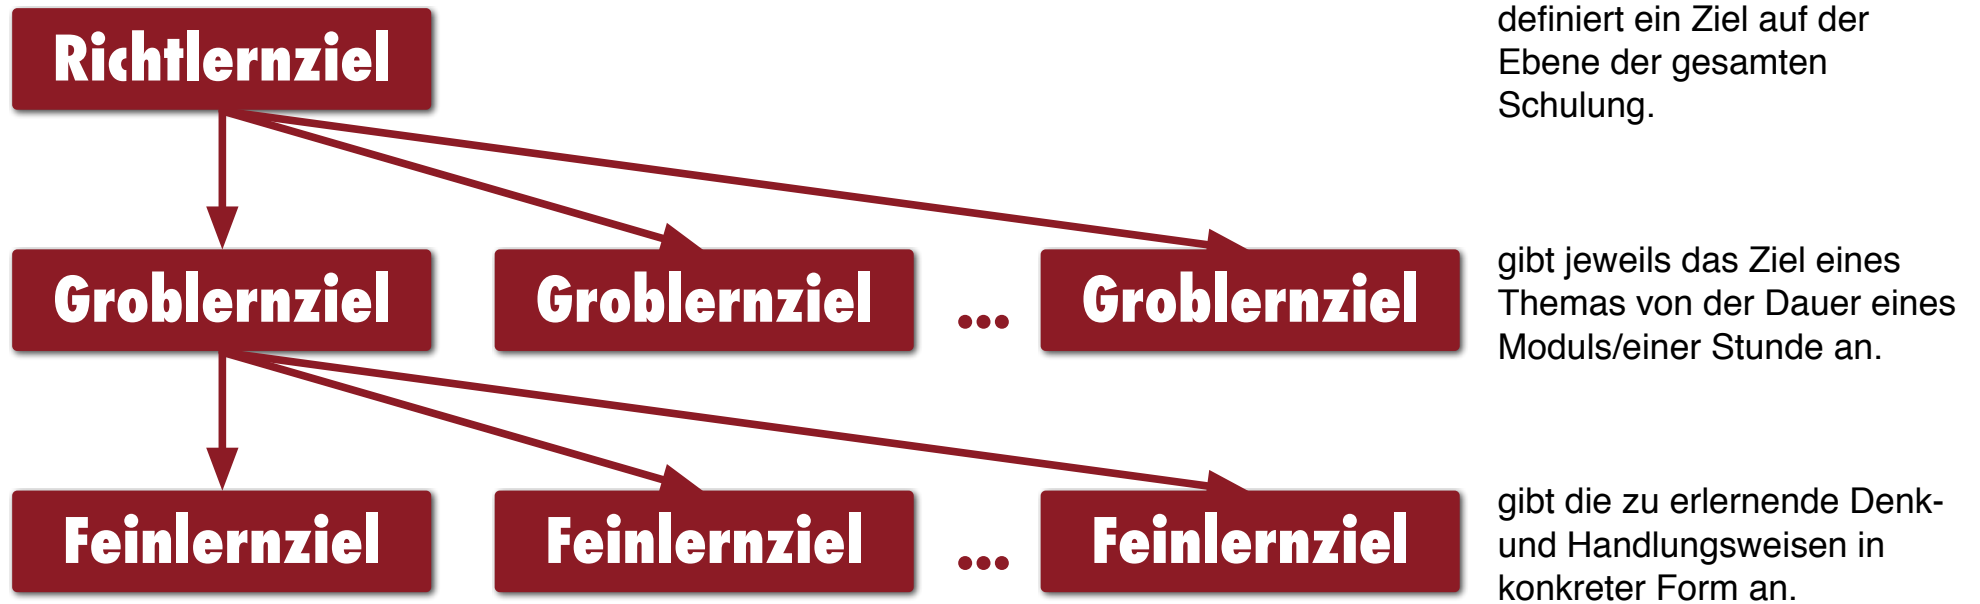 Richtlernziel
definiert ein Ziel auf der
Ebene der gesamten
Schulung.
Groblernziel
Groblernziel
...
Groblernziel
gibt jeweils das Ziel eines
Themas von der Dauer eines
Moduls/einer Stunde an.
Feinlernziel
Feinlernziel
...
Feinlernziel
gibt die zu erlernende Denk-
und Handlungsweisen in
konkreter Form an.